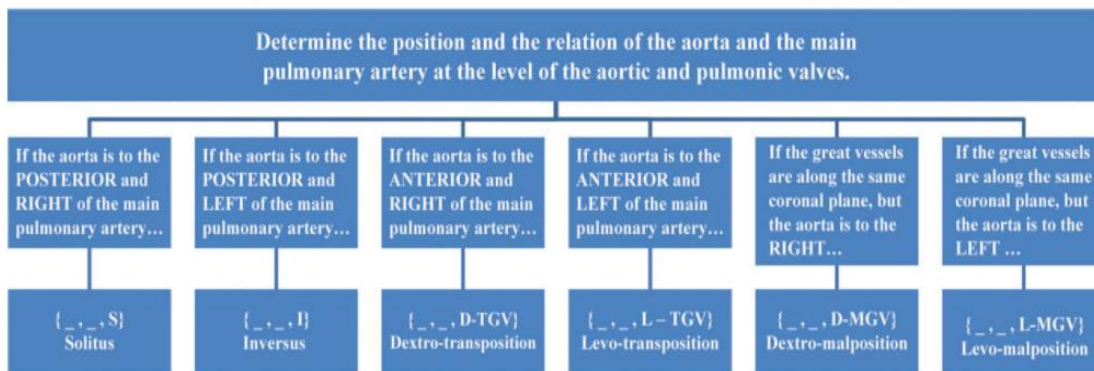 Determine the position and the relation of the aorta and the main
pulmonary artery at the level of the aortic and pulmonic valves.
If the aorta is to the
POSTERIOR and
RIGHT of the main
pulmonary artery…
If the aorta is to the
POSTERIOR and
LEFT of the main
pulmonary artery…
If the aorta is to the
ANTERIOR and
RIGHT of the main
pulmonary artery…
If the aorta is to the
ANTERIOR and
LEFT of the main
pulmonary artery…
If the great vessels
are along the same
coronal plane, but
the aorta is to the
RIGHT…
If the great vessels
are along the same
coronal plane, but
the aorta is to the
LEFT …
{ _ , _ , S}
Solitus
{ _ , _ , I}
Inversus
{ _ , _ , D-TGV}
Dextro-transposition
{ _ , _ , L – TGV}
Levo-transposition
{ _ , _ , D-MGV}
Dextro-malposition
{ _ , _ , L-MGV}
Levo-malposition